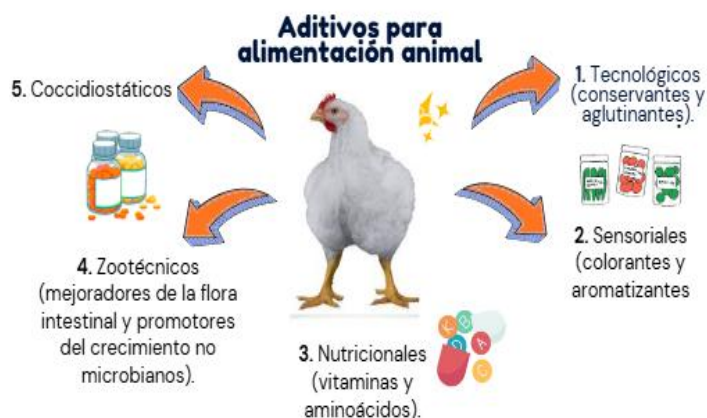 Aditivos para
alimentación animal
1. Tecnológicos
(conservantes y
aglutinantes).
2. Sensoriales
(colorantes y
aromatizantes
3. Nutricionales
(vitaminas y
aminoácidos).
4. Zootécnicos
(mejoradores de la flora
intestinal y promotores
del crecimiento no
microbianos).
5. Coccidiostáticos
K
B
A
C